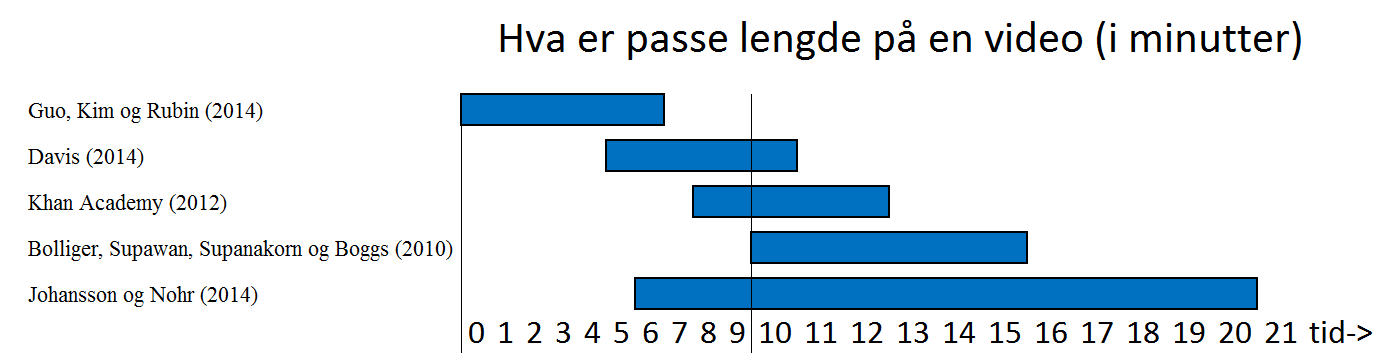 Hva er passe lengde på en video (i minutter)
Guo, Kim og Rubin (2014)
Davis (2014)
Khan Academy (2012)
Bolliger, Supawan, Supanakorn og Boggs (2010)
Johansson og Nohr (2014)
0 1 2 3 4 5 6 7 8 9 10 11 12 13 14 15 16 17 18 19 20 21 tid->